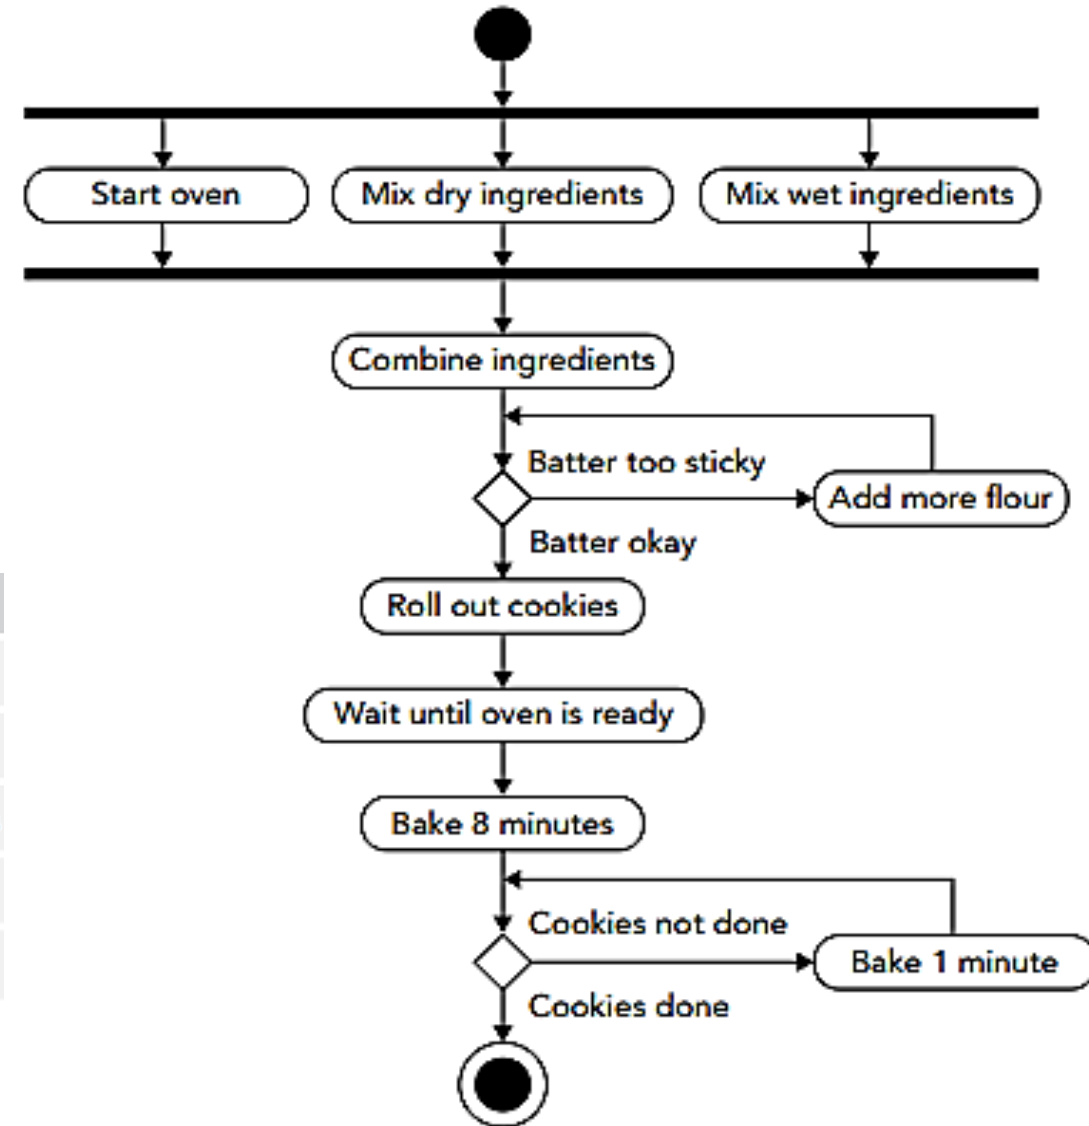 Start oven
Mix dry ingredients
Mix wet ingredients
Combine ingredients
Batter too sticky
Add more flour
Batter okay
Roll out cookies
Wait until oven is ready
Bake 8 minutes
Cookies not done
Bake 1 minute
Cookies done